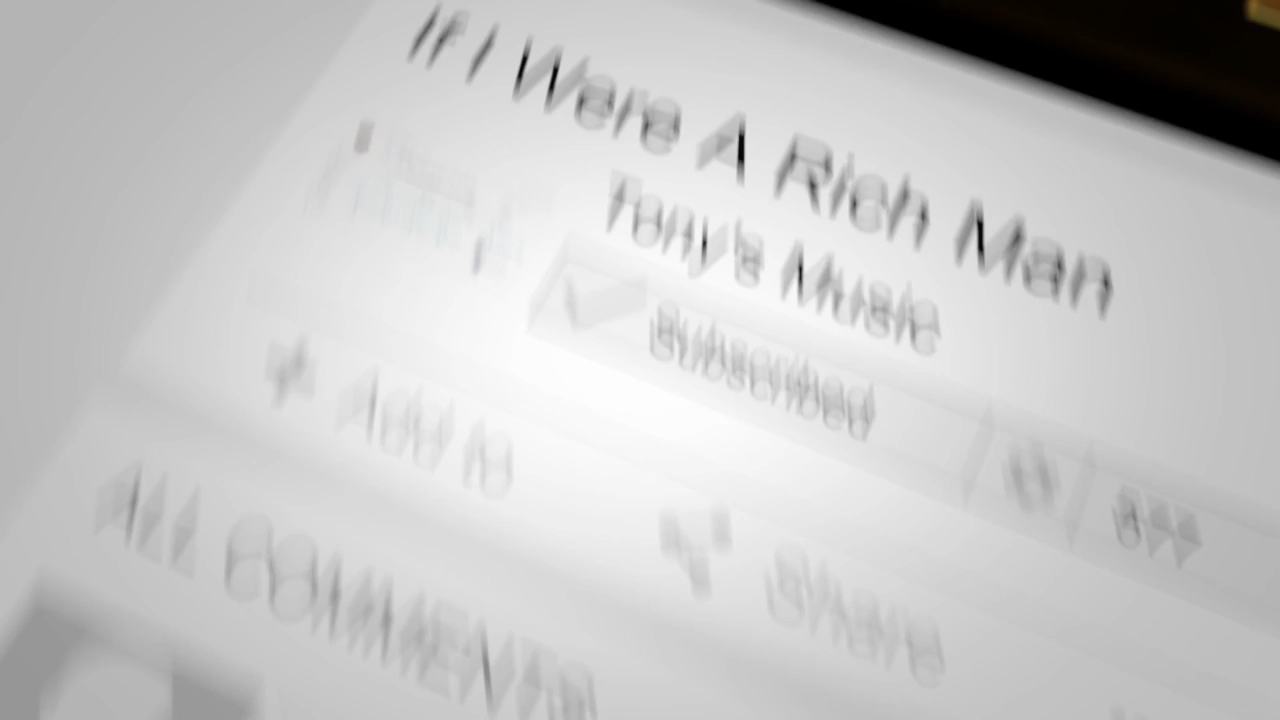 If I Were A Rich Man
Tony's Music
Subscribed
Add to
Share
ALL COMMENTS